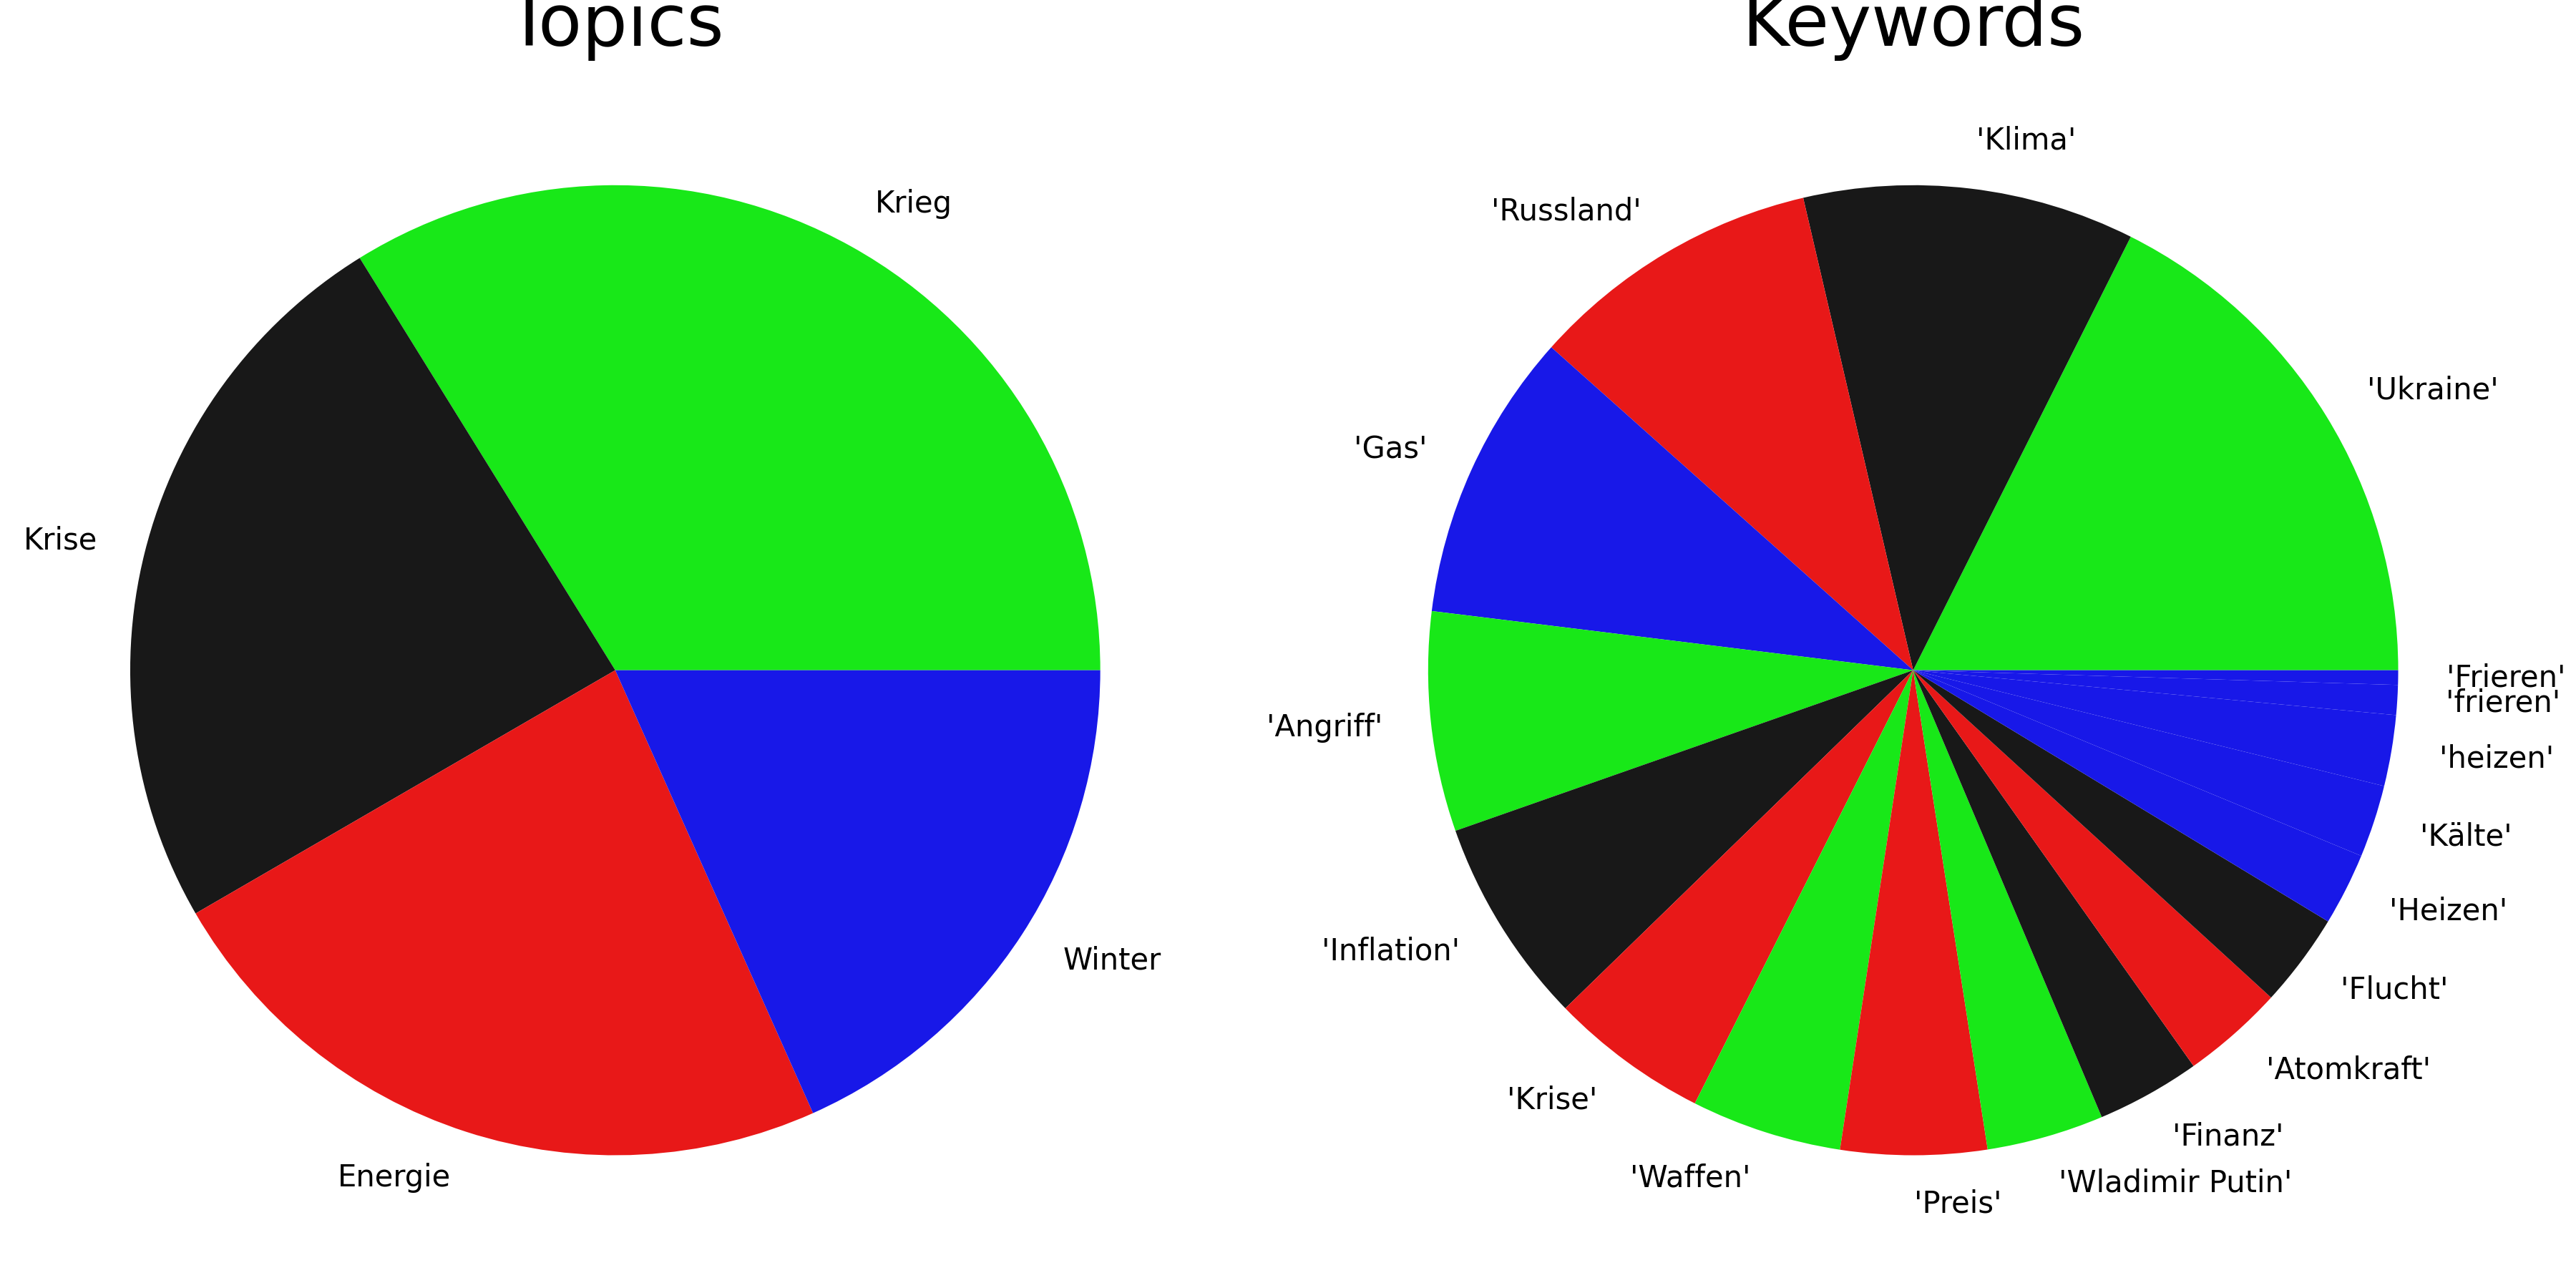 Topics
Krieg
Krise
Energie
Winter
Keywords
'Klima'
'Russland'
'Ukraine'
'Gas'
'Angriff'
'Inflation'
'Krise'
'Waffen'
'Preis'
'Wladimir Putin'
'Finanz'
'Atomkraft'
'Flucht'
'Heizen'
'Kälte'
'heizen'
'frieren'
'Frieren'